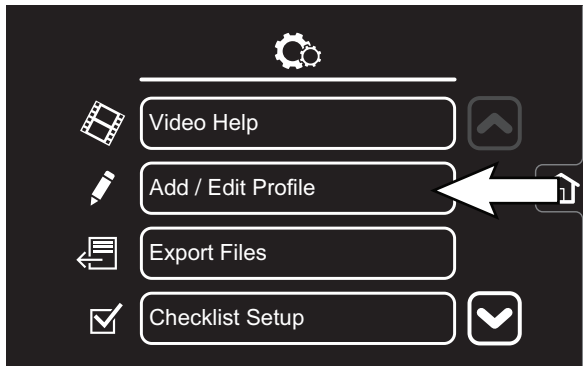 Video Help
Add / Edit Profile
Export Files
Checklist Setup